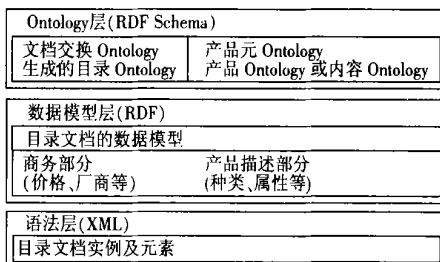 Ontology层(RDF Schema)
文档交换 Ontology
生成的目录 Ontology
产品元 Ontology
产品 Ontology 或内容 Ontology
数据模型层(RDF)
目录文档的数据模型
商务部分
(价格、厂商等)
产品描述部分
(种类、属性等)
语法层(XML)
目录文档实例及元素